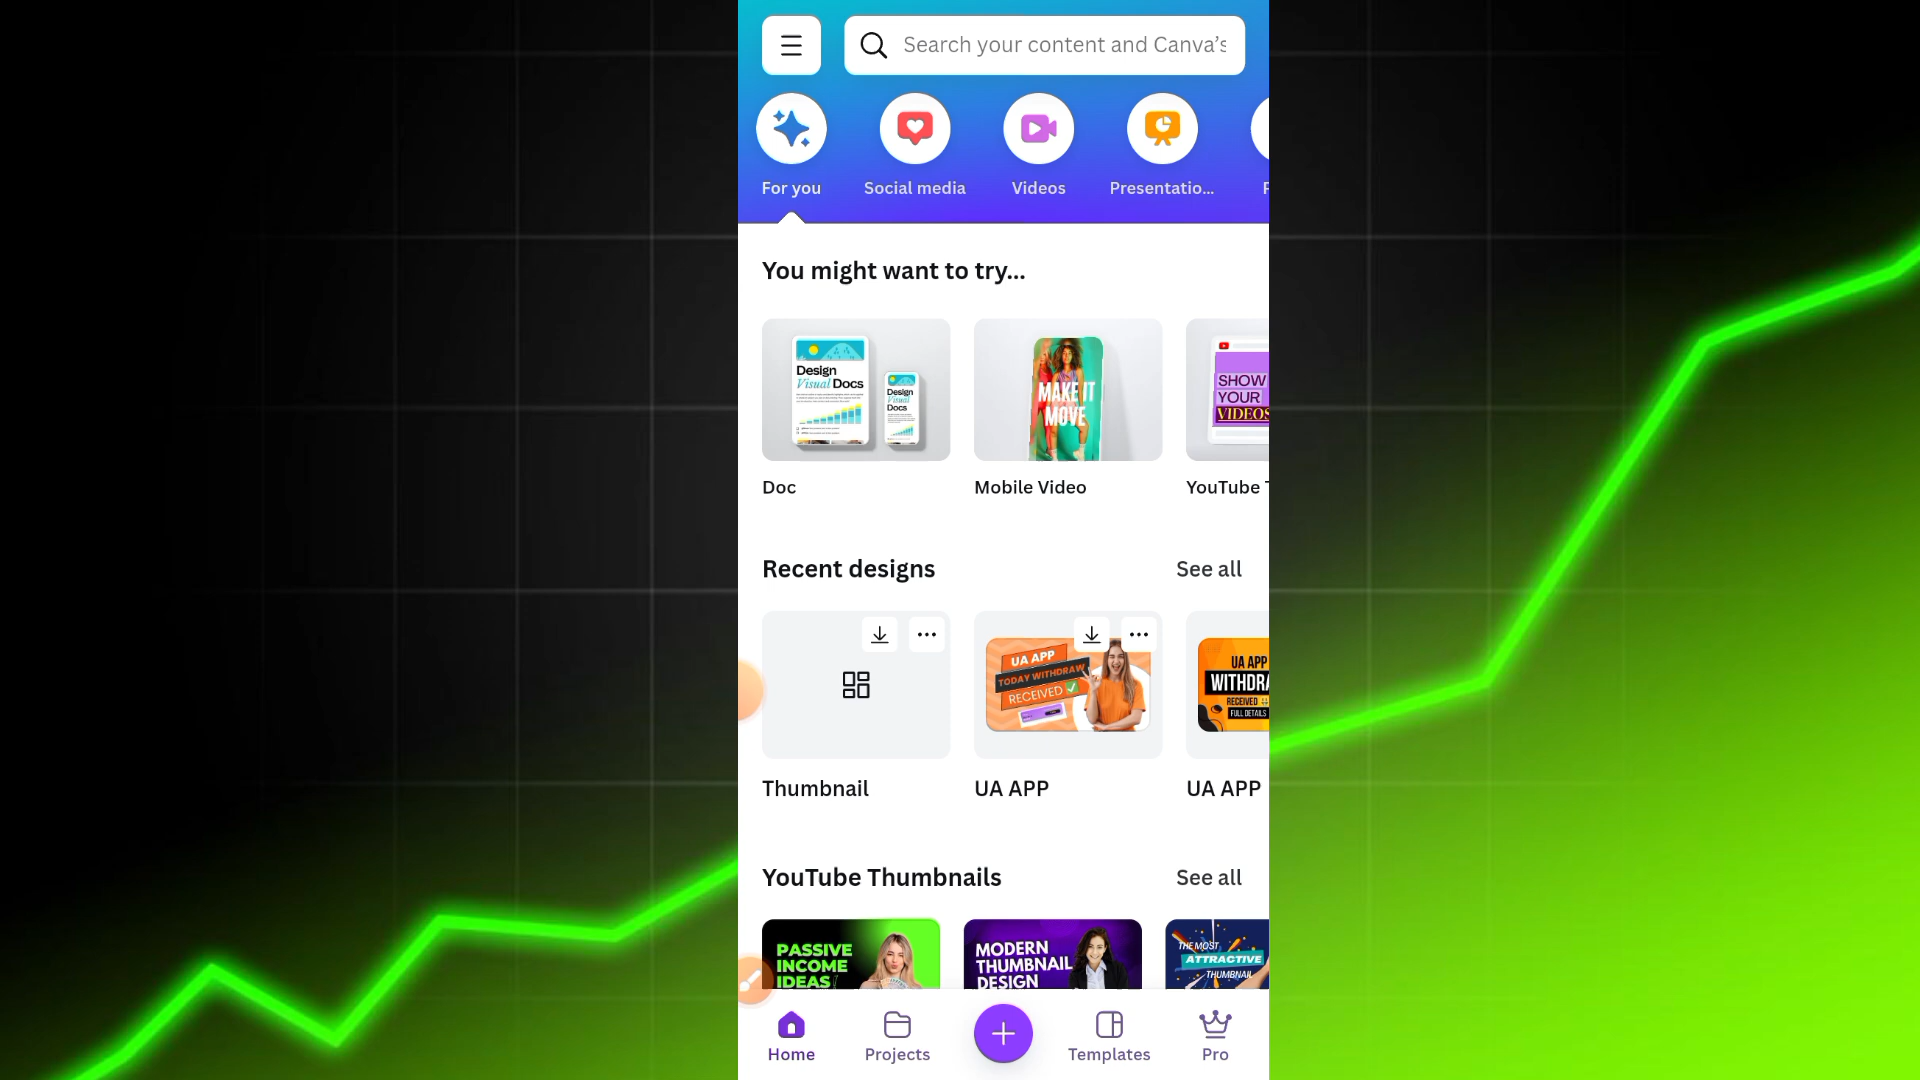 Search your content and Canva's
For you
Social media
Videos
Presentatio...
You might want to try...
Design
Visual Docs
Design
Visual
Docs
MAKE IT
MOVE
SHOW
YOUR
VIDEOS
Doc
Mobile Video
YouTube T
Recent designs
See all
UA APP
TODAY WITHDRAW
RECEIVED
UA APP
WITHDRA
RECEIVED
FULL DETAILS
Thumbnail
UA APP
UA APP
YouTube Thumbnails
See all
PASSIVE
INCOME
IDEAS
MODERN
THUMBNAIL
DESIGN
THE MOST
ATTRACTIVE
THUMBNAIL
Home
Projects
Templates
Pro